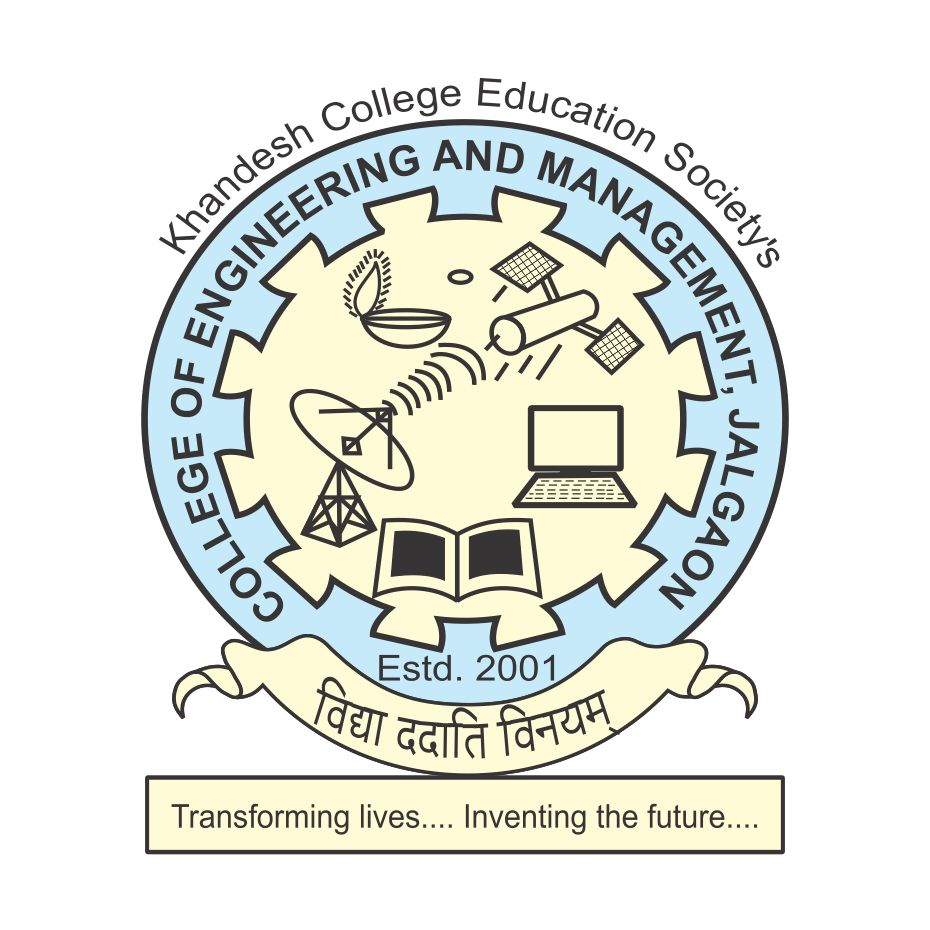 Khandesh College Education Society's
COLLEGE OF ENGINEERING AND MANAGEMENT, JALGAON
Estd. 2001
विद्या ददाति विनयम्
Transforming lives.... Inventing the future....